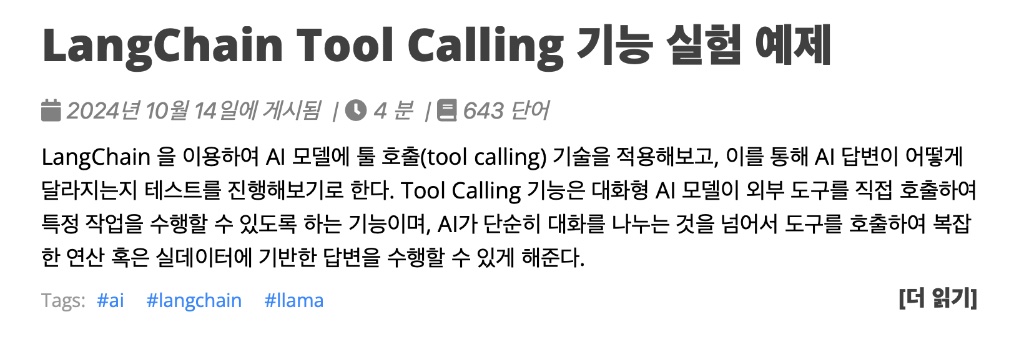 LangChain Tool Calling 기능 실험 예제
2024년 10월 14일에 게시됨 | 4 분 | 643 단어
LangChain 을 이용하여 AI 모델에 툴 호출(tool calling) 기술을 적용해보고, 이를 통해 AI 답변이 어떻게
달라지는지 테스트를 진행해보기로 한다. Tool Calling 기능은 대화형 AI 모델이 외부 도구를 직접 호출하여
특정 작업을 수행할 수 있도록 하는 기능이며, AI가 단순히 대화를 나누는 것을 넘어서 도구를 호출하여 복잡
한 연산 혹은 실데이터에 기반한 답변을 수행할 수 있게 해준다.
Tags: #ai #langchain #llama [더 읽기]